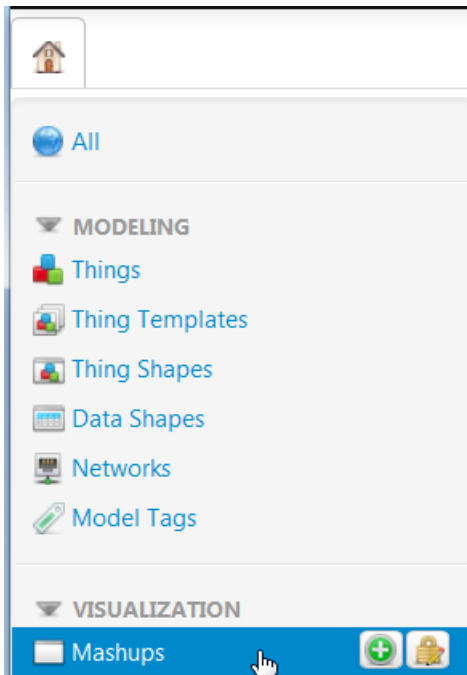 All
MODELING
Things
Thing Templates
Thing Shapes
Data Shapes
Networks
Model Tags
VISUALIZATION
Mashups